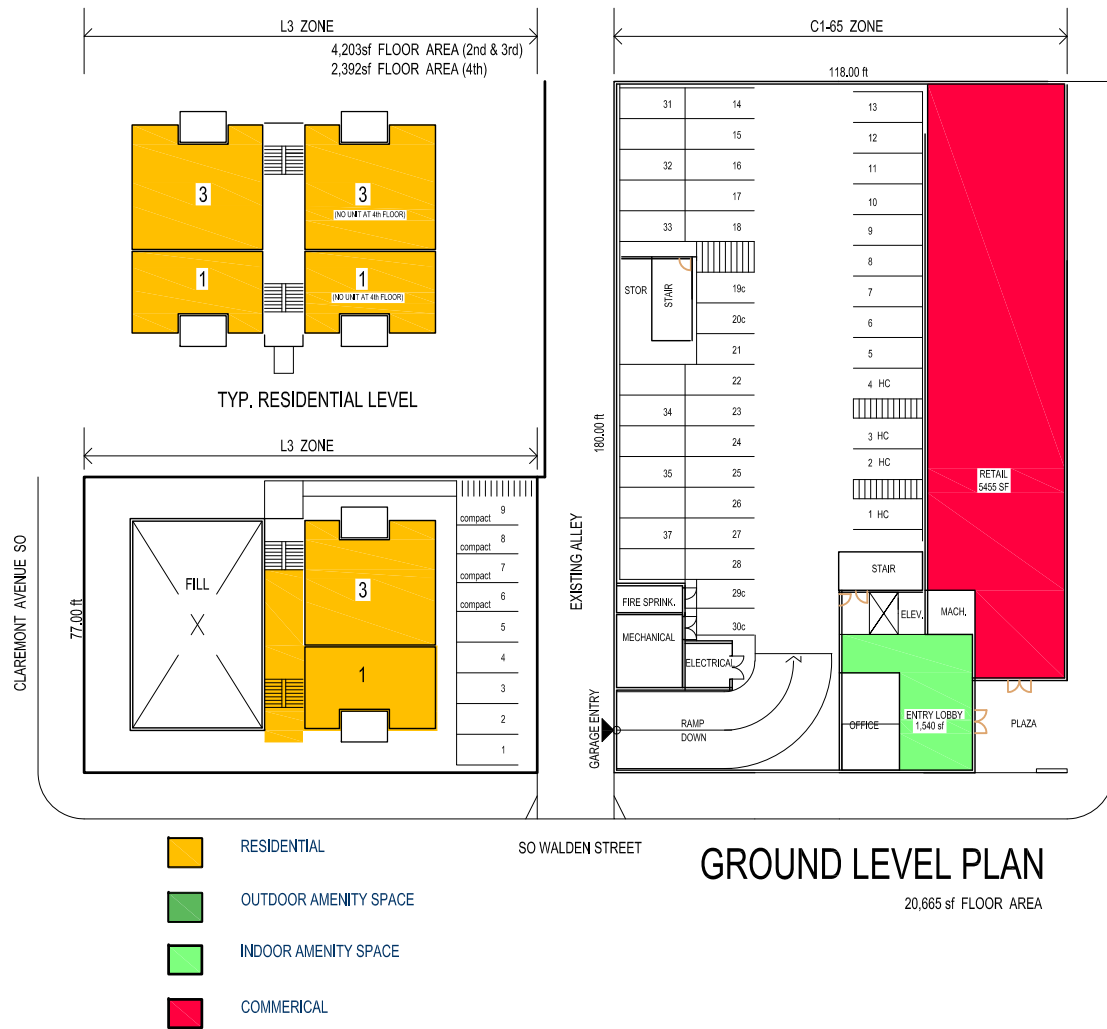 L3 ZONE
4,203sf FLOOR AREA (2nd & 3rd)
2,392sf FLOOR AREA (4th)
3
3
(NO UNIT AT 4th FLOOR)
1
1
(NO UNIT AT 4th FLOOR)
TYP. RESIDENTIAL LEVEL
L3 ZONE
CLAREMONT AVENUE SO
77.00 ft
FILL
3
1
9
compact
8
compact
7
compact
6
compact
5
4
3
2
1
C1-65 ZONE
118.00 ft
180.00 ft
EXISTING ALLEY
GARAGE ENTRY
31
14
13
15
12
32
16
11
17
10
33
18
9
8
STOR
STAIR
19c
7
20c
6
21
5
22
4 HC
34
23
3 HC
24
2 HC
35
25
RETAIL
5455 SF
26
1 HC
37
27
28
STAIR
FIRE SPRINK.
29c
ELEV.
MACH.
30c
MECHANICAL
ELECTRICAL
RAMP
DOWN
OFFICE
ENTRY LOBBY
1,540 sf
PLAZA
SO WALDEN STREET
GROUND LEVEL PLAN
20,665 sf FLOOR AREA
RESIDENTIAL
OUTDOOR AMENITY SPACE
INDOOR AMENITY SPACE
COMMERICAL